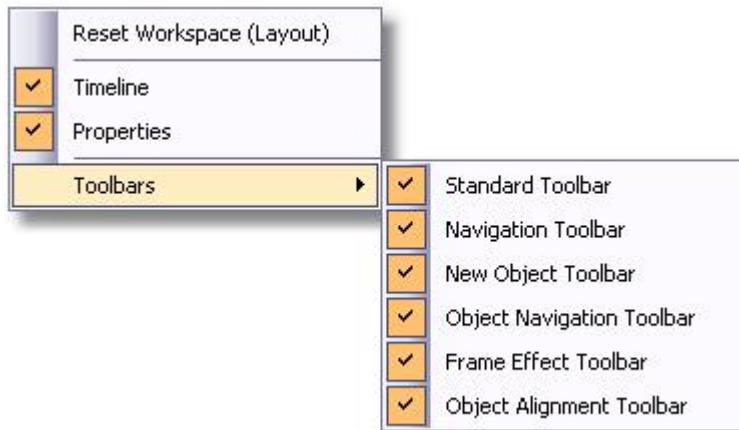 Reset Workspace (Layout)
Timeline
Properties
Toolbars
Standard Toolbar
Navigation Toolbar
New Object Toolbar
Object Navigation Toolbar
Frame Effect Toolbar
Object Alignment Toolbar